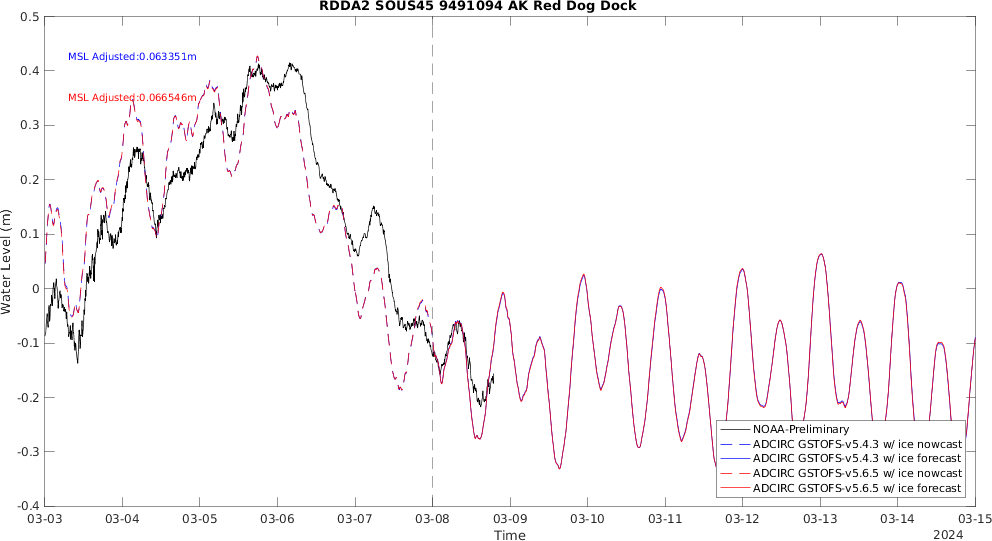 RDDA2 SOUS45 9491094 AK Red Dog Dock
0.5
0.4
0.3
0.2
0.1
0
-0.1
-0.2
-0.3
-0.4
Water Level (m)
MSL Adjusted:0.063351m
MSL Adjusted:0.066546m
NOAA-Preliminary
ADCIRC GSTOFS-v5.4.3 w/ ice nowcast
ADCIRC GSTOFS-v5.4.3 w/ ice forecast
ADCIRC GSTOFS-v5.6.5 w/ ice nowcast
ADCIRC GSTOFS-v5.6.5 w/ ice forecast
03-03 03-04 03-05 03-06 03-07 03-08 03-09 03-10 03-11 03-12 03-13 03-14 03-15
Time
2024